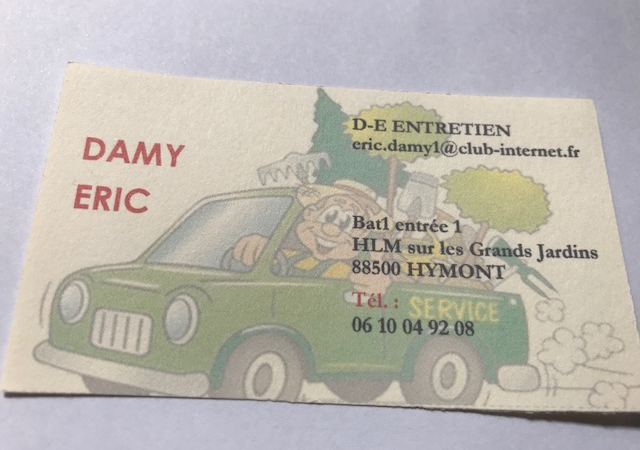 DAMY
ERIC
D-E ENTRETIEN
eric.damy1@club-internet.fr
Bat1 entrée 1
HLM sur les Grands Jardins
88500 HYMONT
Tél. :
SERVICE
06 10 04 92 08